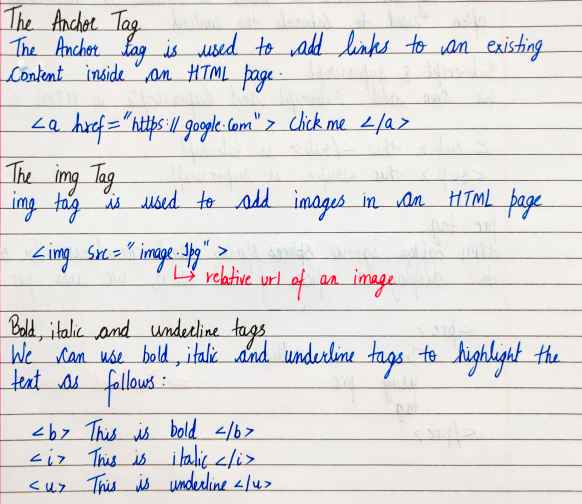 The Anchor Tag
The Anchor tag is used to add links to an existing
content inside an HTML page.
<a href="https://google.com"> Click me </a>
The img Tag
img tag is used to add images in an HTML page
<img src="image.Jpg">
↳ relative url of an image
Bold, italic and underline tags
We can use bold, italic and underline tags to highlight the
text as follows:
<b> This is bold </b>
<i> This is italic </i>
<u> This is underline </u>